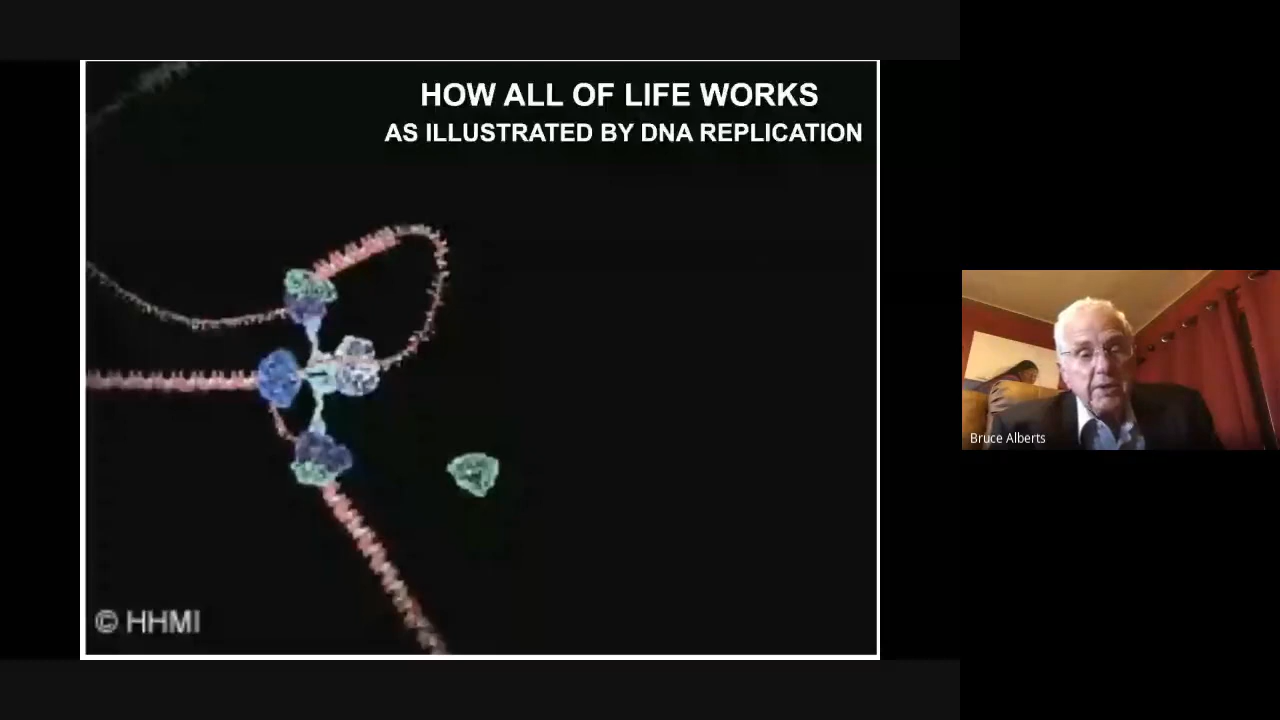 HOW ALL OF LIFE WORKS
AS ILLUSTRATED BY DNA REPLICATION
© HHMI
Bruce Alberts